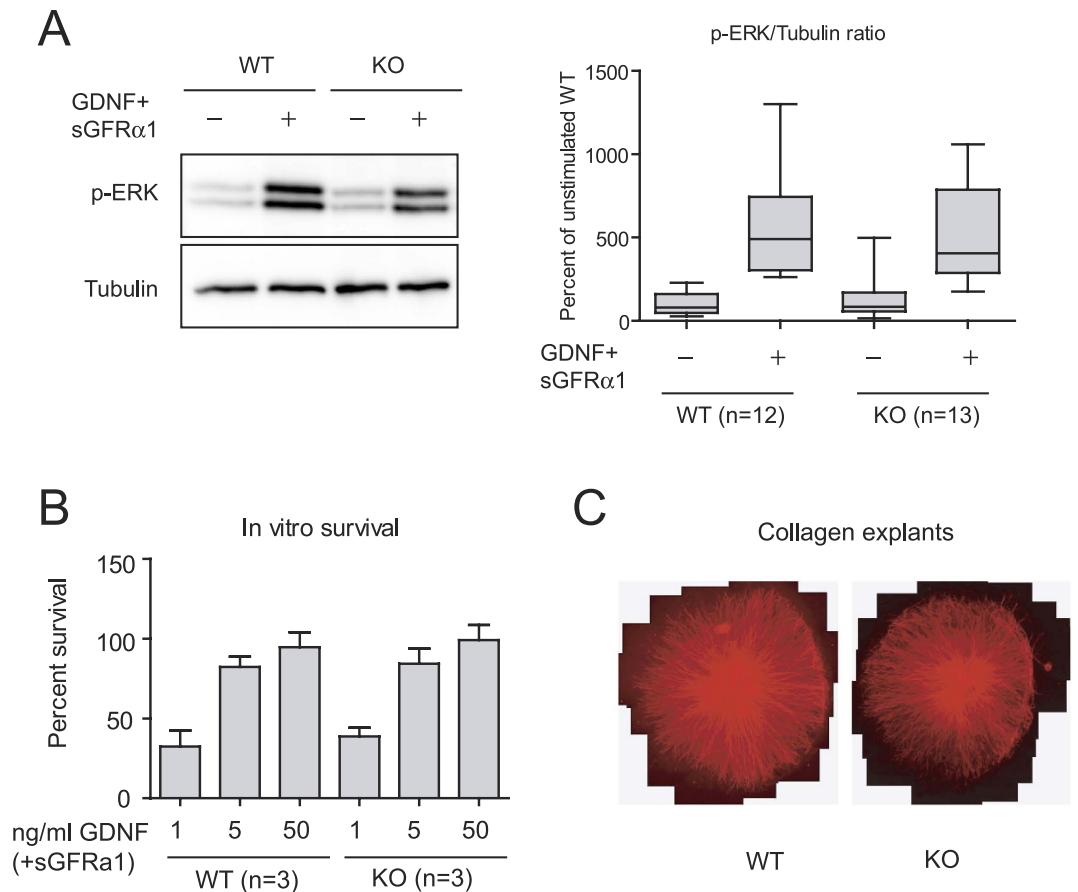 A
WT KO
GDNF+
sGFRα1
− + − +
p-ERK
Tubulin
p-ERK/Tubulin ratio
Percent of unstimulated WT
1500
1000
500
0
GDNF+
sGFRα1
− + − +
WT (n=12) KO (n=13)
B
In vitro survival
Percent survival
150
100
50
0
ng/ml GDNF
(+sGFRa1)
1 5 50 1 5 50
WT (n=3) KO (n=3)
C
Collagen explants
WT KO